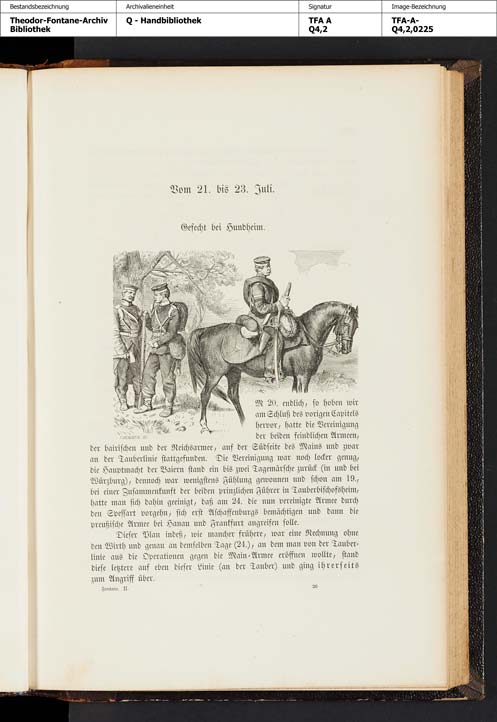 Bestandsbezeichnung
Archivalieneinheit
Signatur
Image-Bezeichnung
Theodor-Fontane-Archiv
Bibliothek
Q - Handbibliothek
TFA A
Q4,2
TFA-A-
Q4,2,0225
Vom 21. bis 23. Juli.
Gefecht bei Hundheim.
M 20. endlich, so hoben wir
am Schluß des vorigen Capitels
hervor, hatte die Vereinigung
der beiden feindlichen Armeen,
der bairischen und der Reichsarmee, auf der Südseite des Mains und zwar
an der Tauberlinie stattgefunden. Die Vereinigung war noch locker genug,
die Hauptmacht der Baiern stand ein bis zwei Tagemärsche zurück (in und bei
Würzburg), dennoch war wenigstens Fühlung gewonnen und schon am 19.,
bei einer Zusammenkunft der beiden prinzlichen Führer in Tauberbischofsheim,
hatte man sich dahin geeinigt, daß am 24. die nun vereinigte Armee durch
den Spessart vorgehn, sich erst Aschaffenburgs bemächtigen und dann die
preußische Armee bei Hanau und Frankfurt angreifen solle.
Dieser Plan indeß, wie mancher frühere, war eine Rechnung ohne
den Wirth und genau an demselben Tage (24.), an dem man von der Tauber-
linie aus die Operationen gegen die Main-Armee eröffnen wollte, stand
diese letztere auf eben dieser Linie (an der Tauber) und ging ihrerseits
zum Angriff über.
Fontane. II.
26